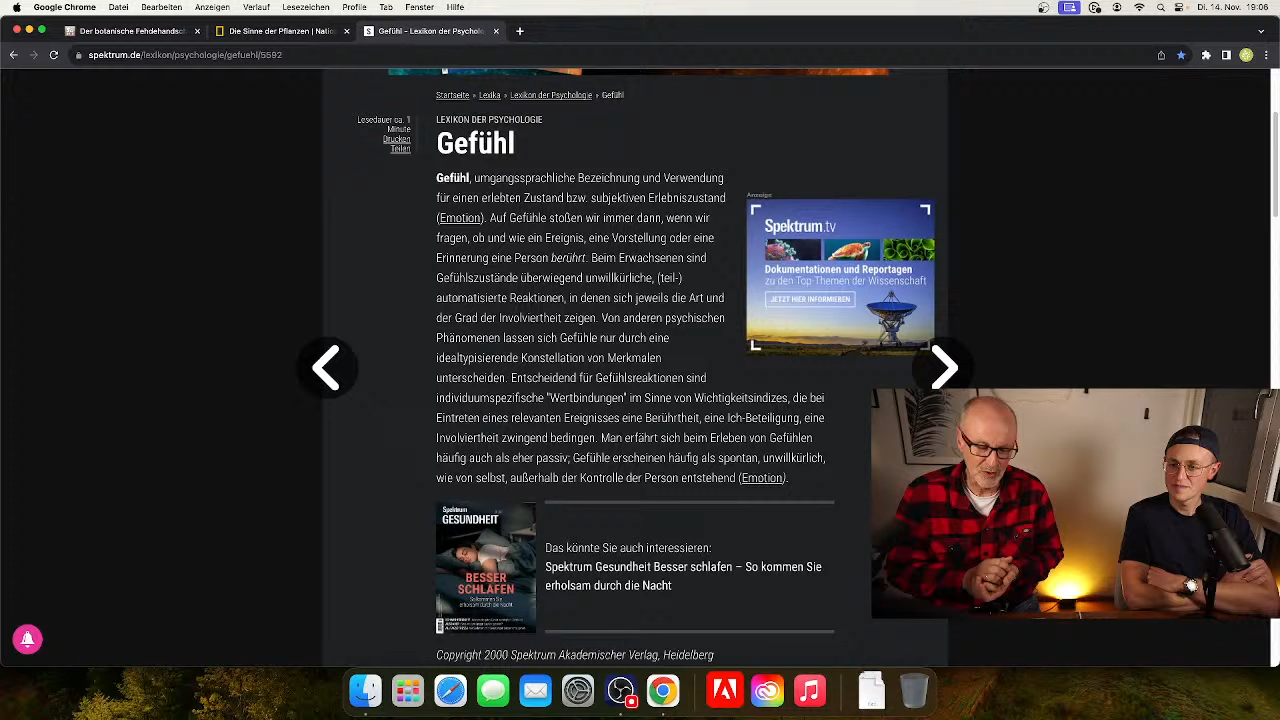 Google Chrome Datei Bearbeiten Anzeigen Verlauf Lesezeichen Profile Tab Fenster Hilfe Di. 14. Nov. 19:06
Der botanische Fehdehandsch
Die Sinne der Pflanzen | Natio
Gefühl – Lexikon der Psycholo
spektrum.de/lexikon/psychologie/gefuehl/5592
Startseite » Lexika » Lexikon der Psychologie » Gefühl
Lesedauer ca. 1
Minute
Drucken
Teilen
LEXIKON DER PSYCHOLOGIE
Gefühl
Gefühl, umgangssprachliche Bezeichnung und Verwendung
für einen erlebten Zustand bzw. subjektiven Erlebniszustand
(Emotion). Auf Gefühle stoßen wir immer dann, wenn wir
fragen, ob und wie ein Ereignis, eine Vorstellung oder eine
Erinnerung eine Person berührt. Beim Erwachsenen sind
Gefühlszustände überwiegend unwillkürliche, (teil-)
automatisierte Reaktionen, in denen sich jeweils die Art und
der Grad der Involviertheit zeigen. Von anderen psychischen
Phänomenen lassen sich Gefühle nur durch eine
idealtypisierende Konstellation von Merkmalen
unterscheiden. Entscheidend für Gefühlsreaktionen sind
individuumsspezifische "Wertbindungen" im Sinne von Wichtigkeitsindizes, die bei
Eintreten eines relevanten Ereignisses eine Berührtheit, eine Ich-Beteiligung, eine
Involviertheit zwingend bedingen. Man erfährt sich beim Erleben von Gefühlen
häufig auch als eher passiv; Gefühle erscheinen häufig als spontan, unwillkürlich,
wie von selbst, außerhalb der Kontrolle der Person entstehend (Emotion).
Anzeige
Spektrum.tv
Dokumentationen und Reportagen
zu den Top-Themen der Wissenschaft
JETZT HIER INFORMIEREN
Spektrum
GESUNDHEIT
BESSER
SCHLAFEN
So kommen Sie
erholsam durch die Nacht
Das könnte Sie auch interessieren:
Spektrum Gesundheit Besser schlafen – So kommen Sie
erholsam durch die Nacht
Copyright 2000 Spektrum Akademischer Verlag, Heidelberg